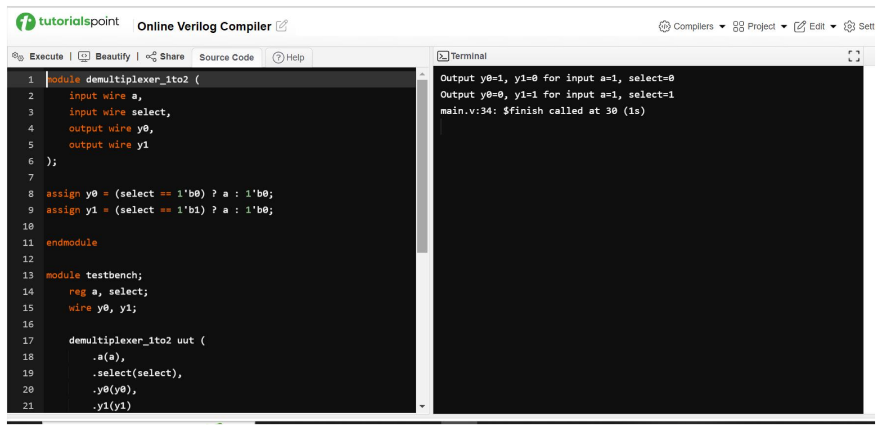 tutorialspoint Online Verilog Compiler Compilers Project Edit Sett
Execute | Beautify | Share Source Code Help
Terminal
1 module demultiplexer_1to2 (
2 input wire a,
3 input wire select,
4 output wire y0,
5 output wire y1
6 );
7
8 assign y0 = (select == 1'b0) ? a : 1'b0;
9 assign y1 = (select == 1'b1) ? a : 1'b0;
10
11 endmodule
12
13 module testbench;
14 reg a, select;
15 wire y0, y1;
16
17 demultiplexer_1to2 uut (
18 .a(a),
19 .select(select),
20 .y0(y0),
21 .y1(y1)
Output y0=1, y1=0 for input a=1, select=0
Output y0=0, y1=1 for input a=1, select=1
main.v:34: $finish called at 30 (1s)